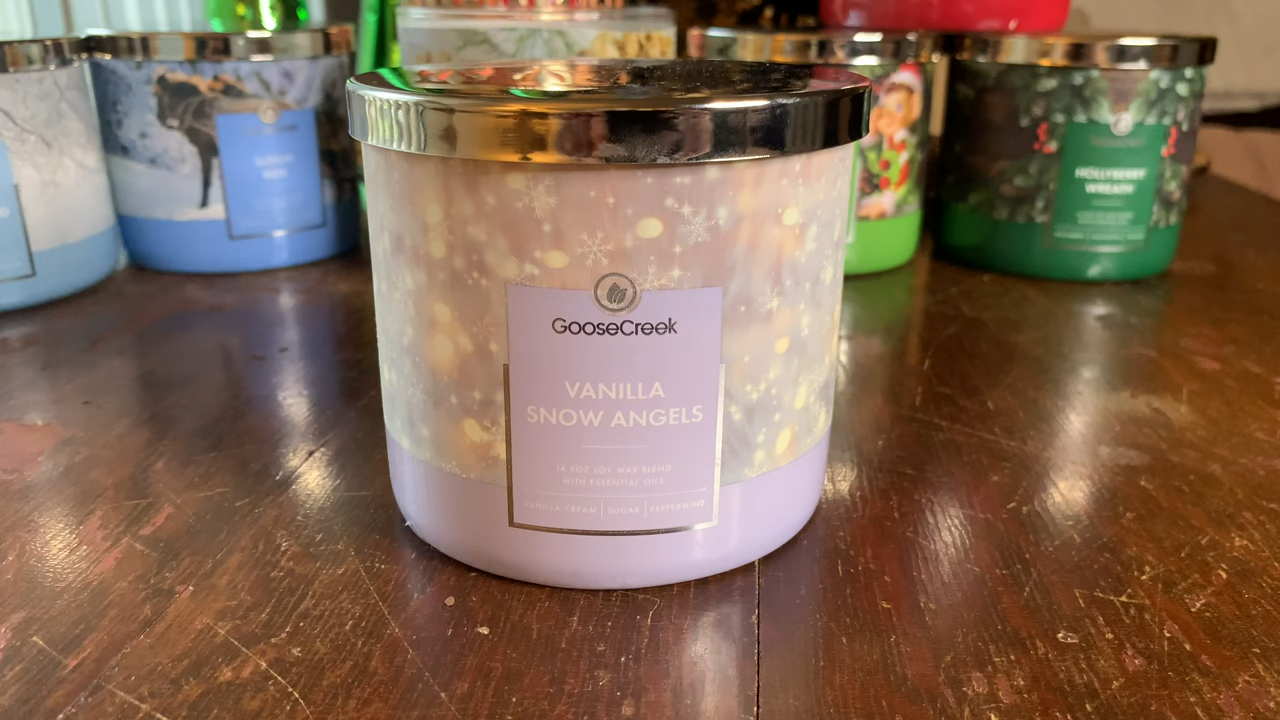 GooseCreek
VANILLA
SNOW ANGELS
14.5OZ SOY WAX BLEND
WITH ESSENTIAL OILS
VANILLA CREAM | SUGAR | PEPPERMINT
HOLLYBERRY
WREATH